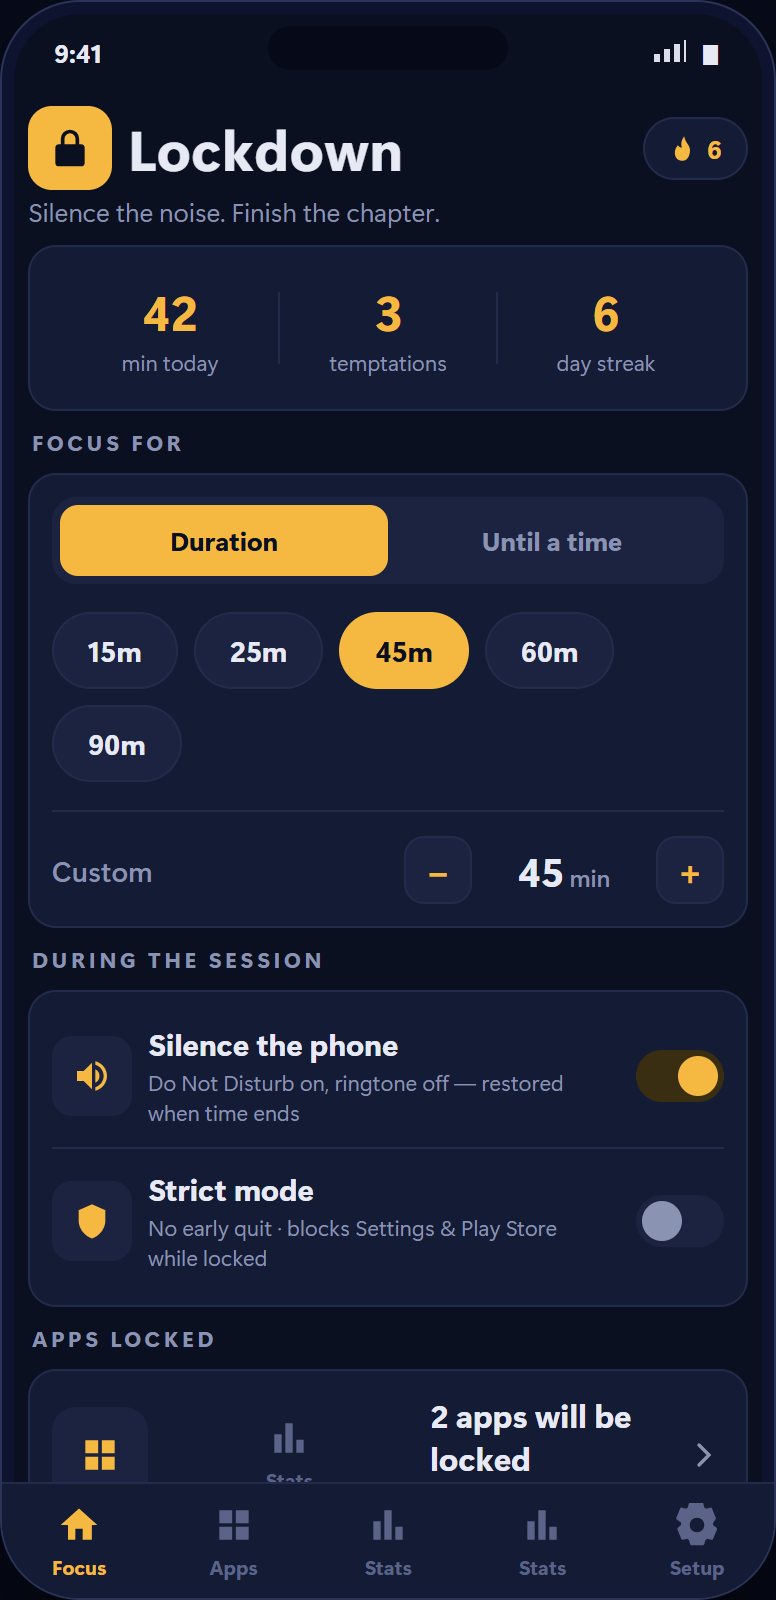 9:41
Lockdown
6
Silence the noise. Finish the chapter.
42
3
6
min today
temptations
day streak
FOCUS FOR
Duration
Until a time
15m
25m
45m
60m
90m
Custom
−
45 min
+
DURING THE SESSION
Silence the phone
Do Not Disturb on, ringtone off — restored
when time ends
Strict mode
No early quit · blocks Settings & Play Store
while locked
APPS LOCKED
2 apps will be
locked
Stats
Focus
Apps
Stats
Stats
Setup